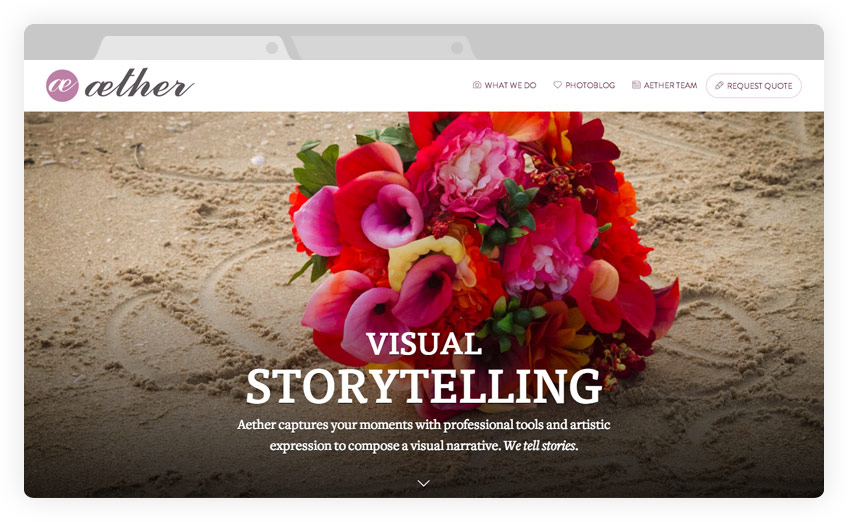 æ æther
WHAT WE DO
PHOTOBLOG
AETHER TEAM
REQUEST QUOTE
VISUAL
STORYTELLING
Aether captures your moments with professional tools and artistic
expression to compose a visual narrative. We tell stories.